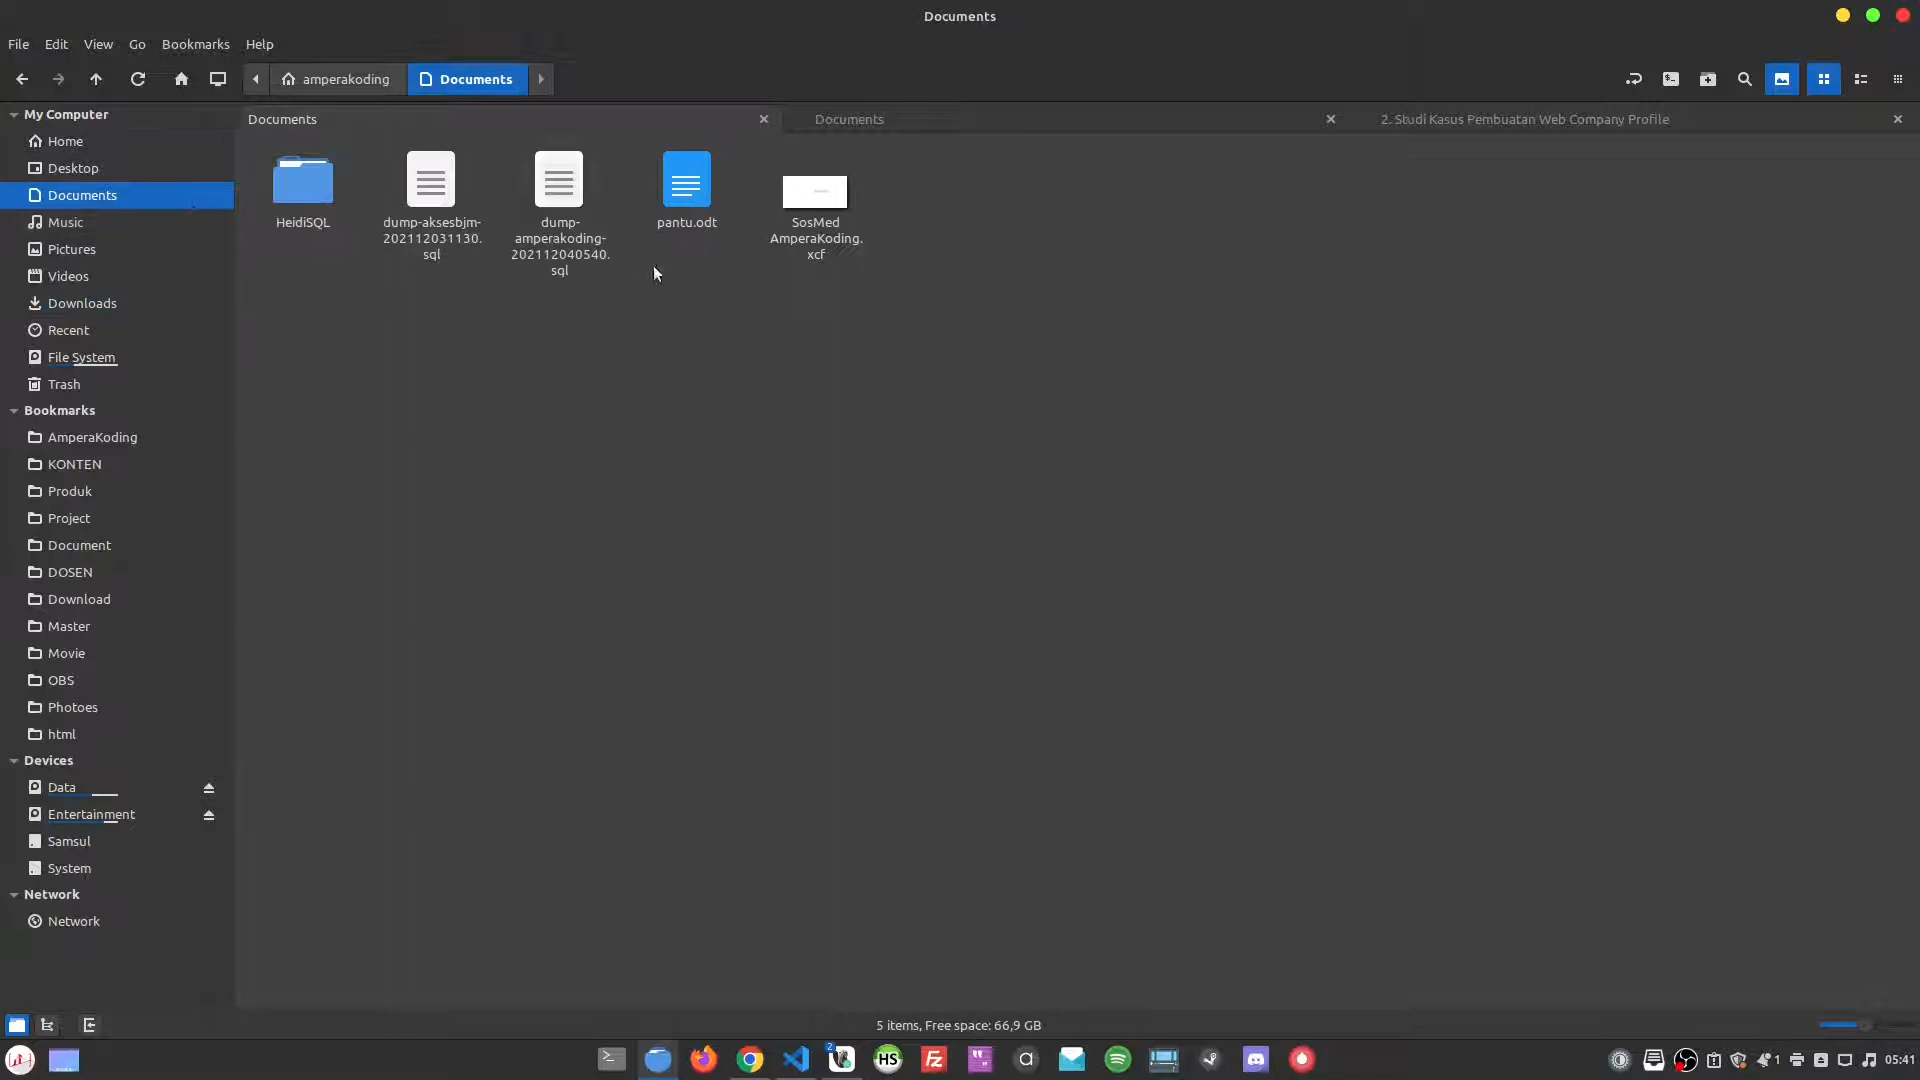 Documents
File Edit View Go Bookmarks Help
amperakoding Documents
My Computer
Home
Desktop
Documents
Music
Pictures
Videos
Downloads
Recent
File System
Trash
Bookmarks
AmperaKoding
KONTEN
Produk
Project
Document
DOSEN
Download
Master
Movie
OBS
Photoes
html
Devices
Data
Entertainment
Samsul
System
Network
Network
Documents Documents 2. Studi Kasus Pembuatan Web Company Profile
HeidiSQL
dump-aksesbjm-
202112031130.
sql
dump-
amperakoding-
202112040540.
sql
pantu.odt
SosMed
AmperaKoding.
xcf
5 items, Free space: 66,9 GB
2
HS
FZ
1
05:41